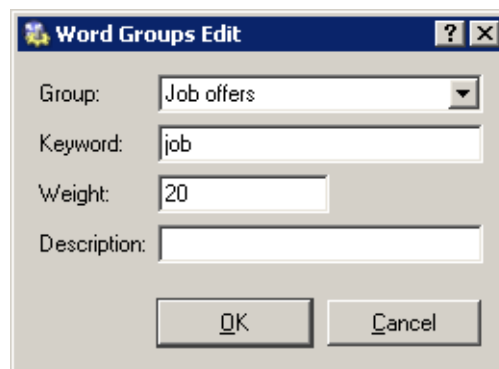 Word Groups Edit ? X
Group: Job offers
Keyword: job
Weight: 20
Description:
OK Cancel